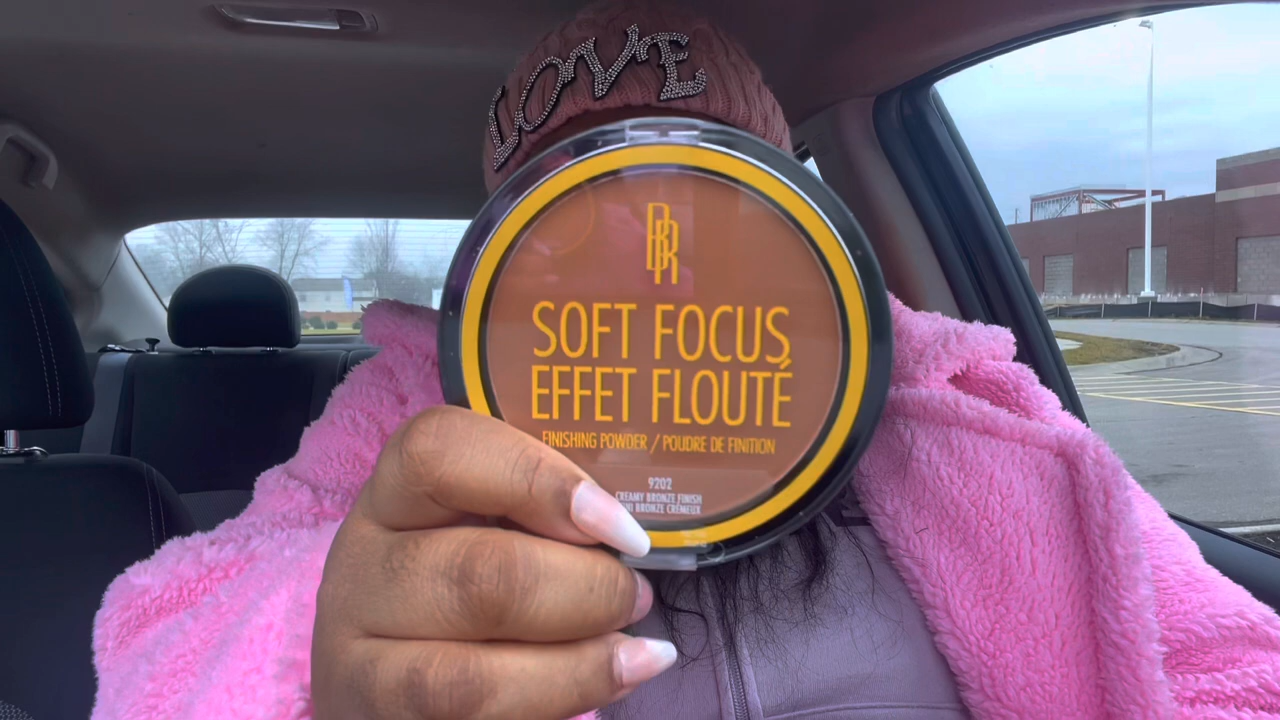 LOVE
BR
SOFT FOCUS
EFFET FLOUTÉ
FINISHING POWDER / POUDRE DE FINITION
9202
CREAMY BRONZE FINISH
BRONZE CRÉMEUX